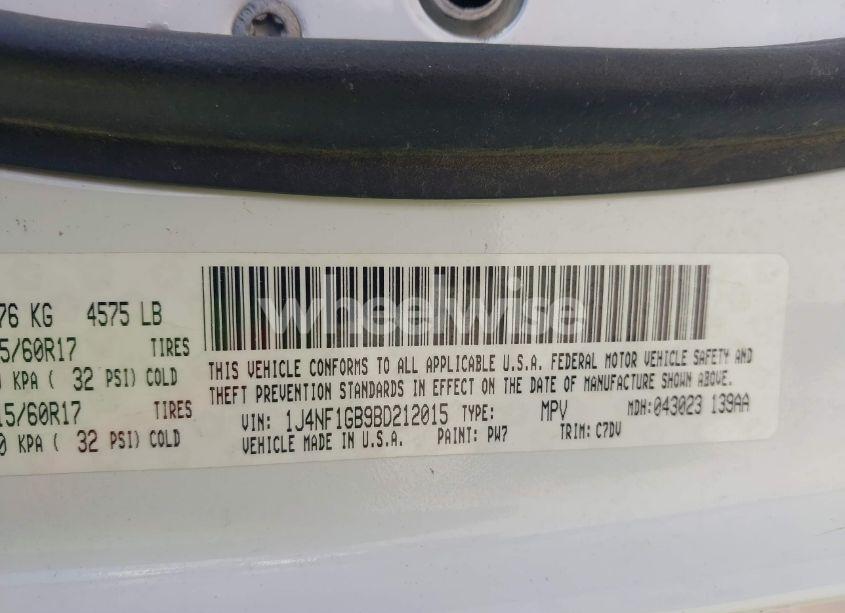 76 KG 4575 LB
5/60R17 TIRES
KPA ( 32 PSI) COLD
15/60R17 TIRES
0 KPA ( 32 PSI) COLD
wheelwise
THIS VEHICLE CONFORMS TO ALL APPLICABLE U.S.A. FEDERAL MOTOR VEHICLE SAFETY AND
THEFT PREVENTION STANDARDS IN EFFECT ON THE DATE OF MANUFACTURE SHOWN ABOVE.
VIN: 1J4NF1GB9BD212015 TYPE: MPV MDH:043023 139AA
VEHICLE MADE IN U.S.A. PAINT: PW7 TRIM: C7DV